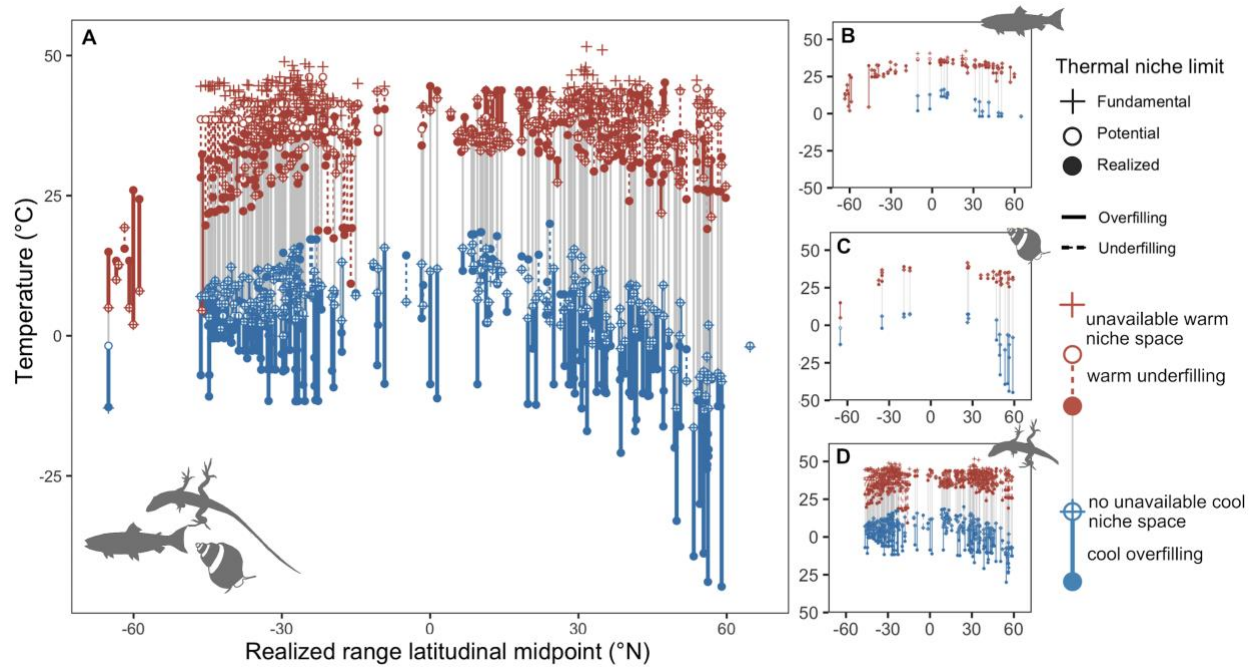 A
50
25
0
-25
Temperature (°C)
-60
-30
0
30
60
Realized range latitudinal midpoint (°N)
B
50
25
0
-25
50
-60
-30
0
30
60
C
50
25
0
-25
50
-60
-30
0
30
60
D
50
25
0
25
50
-60
-30
0
30
60
Thermal niche limit
Fundamental
Potential
Realized
Overfilling
Underfilling
unavailable warm
niche space
warm underfilling
no unavailable cool
niche space
cool overfilling